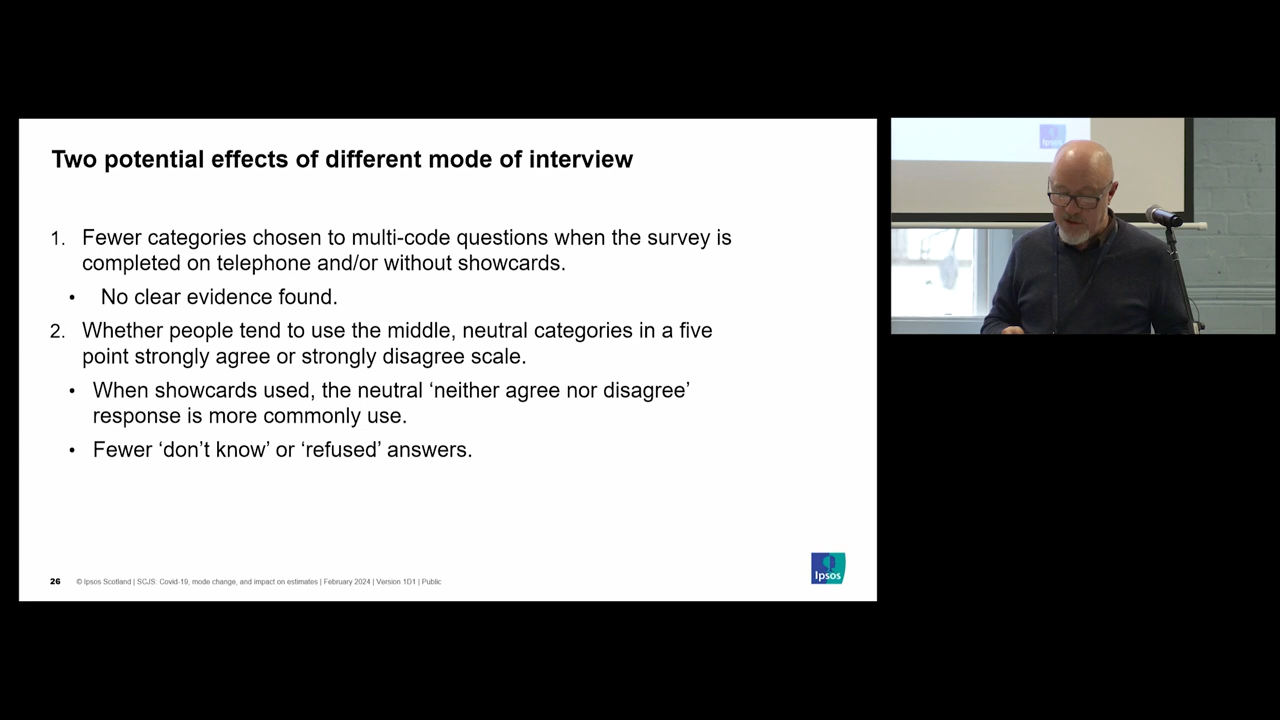 Two potential effects of different mode of interview
1. Fewer categories chosen to multi-code questions when the survey is
completed on telephone and/or without showcards.
• No clear evidence found.
2. Whether people tend to use the middle, neutral categories in a five
point strongly agree or strongly disagree scale.
• When showcards used, the neutral ‘neither agree nor disagree’
response is more commonly use.
• Fewer ‘don’t know’ or ‘refused’ answers.
26 © Ipsos Scotland | SCJS: Covid-19, mode change, and impact on estimates | February 2024 | Version 1D1 | Public
Ipsos
Ipsos